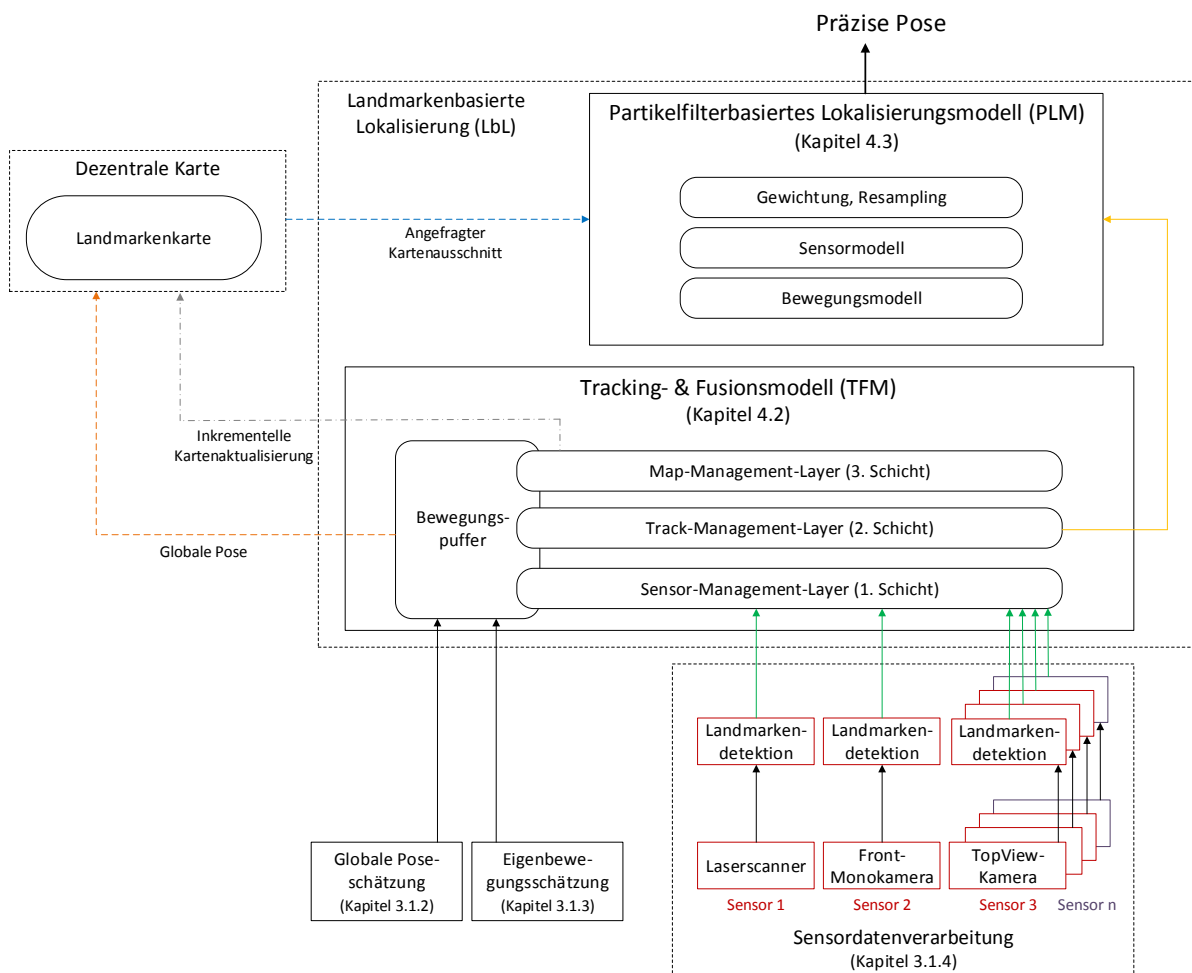 Präzise Pose
Landmarkenbasierte
Lokalisierung (LbL)
Partikelfilterbasiertes Lokalisierungsmodell (PLM)
(Kapitel 4.3)
Gewichtung, Resampling
Sensormodell
Bewegungsmodell
Dezentrale Karte
Landmarkenkarte
Angefragter
Kartenausschnitt
Tracking- & Fusionsmodell (TFM)
(Kapitel 4.2)
Inkrementelle
Kartenaktualisierung
Bewegungs-
puffer
Map-Management-Layer (3. Schicht)
Track-Management-Layer (2. Schicht)
Sensor-Management-Layer (1. Schicht)
Globale Pose
Landmarken-
detektion
Landmarken-
detektion
Landmarken-
detektion
Globale Pose-
schätzung
(Kapitel 3.1.2)
Eigenbewe-
gungsschätzung
(Kapitel 3.1.3)
Laserscanner
Front-
Monokamera
TopView-
Kamera
Sensor 1
Sensor 2
Sensor 3
Sensor n
Sensordatenverarbeitung
(Kapitel 3.1.4)